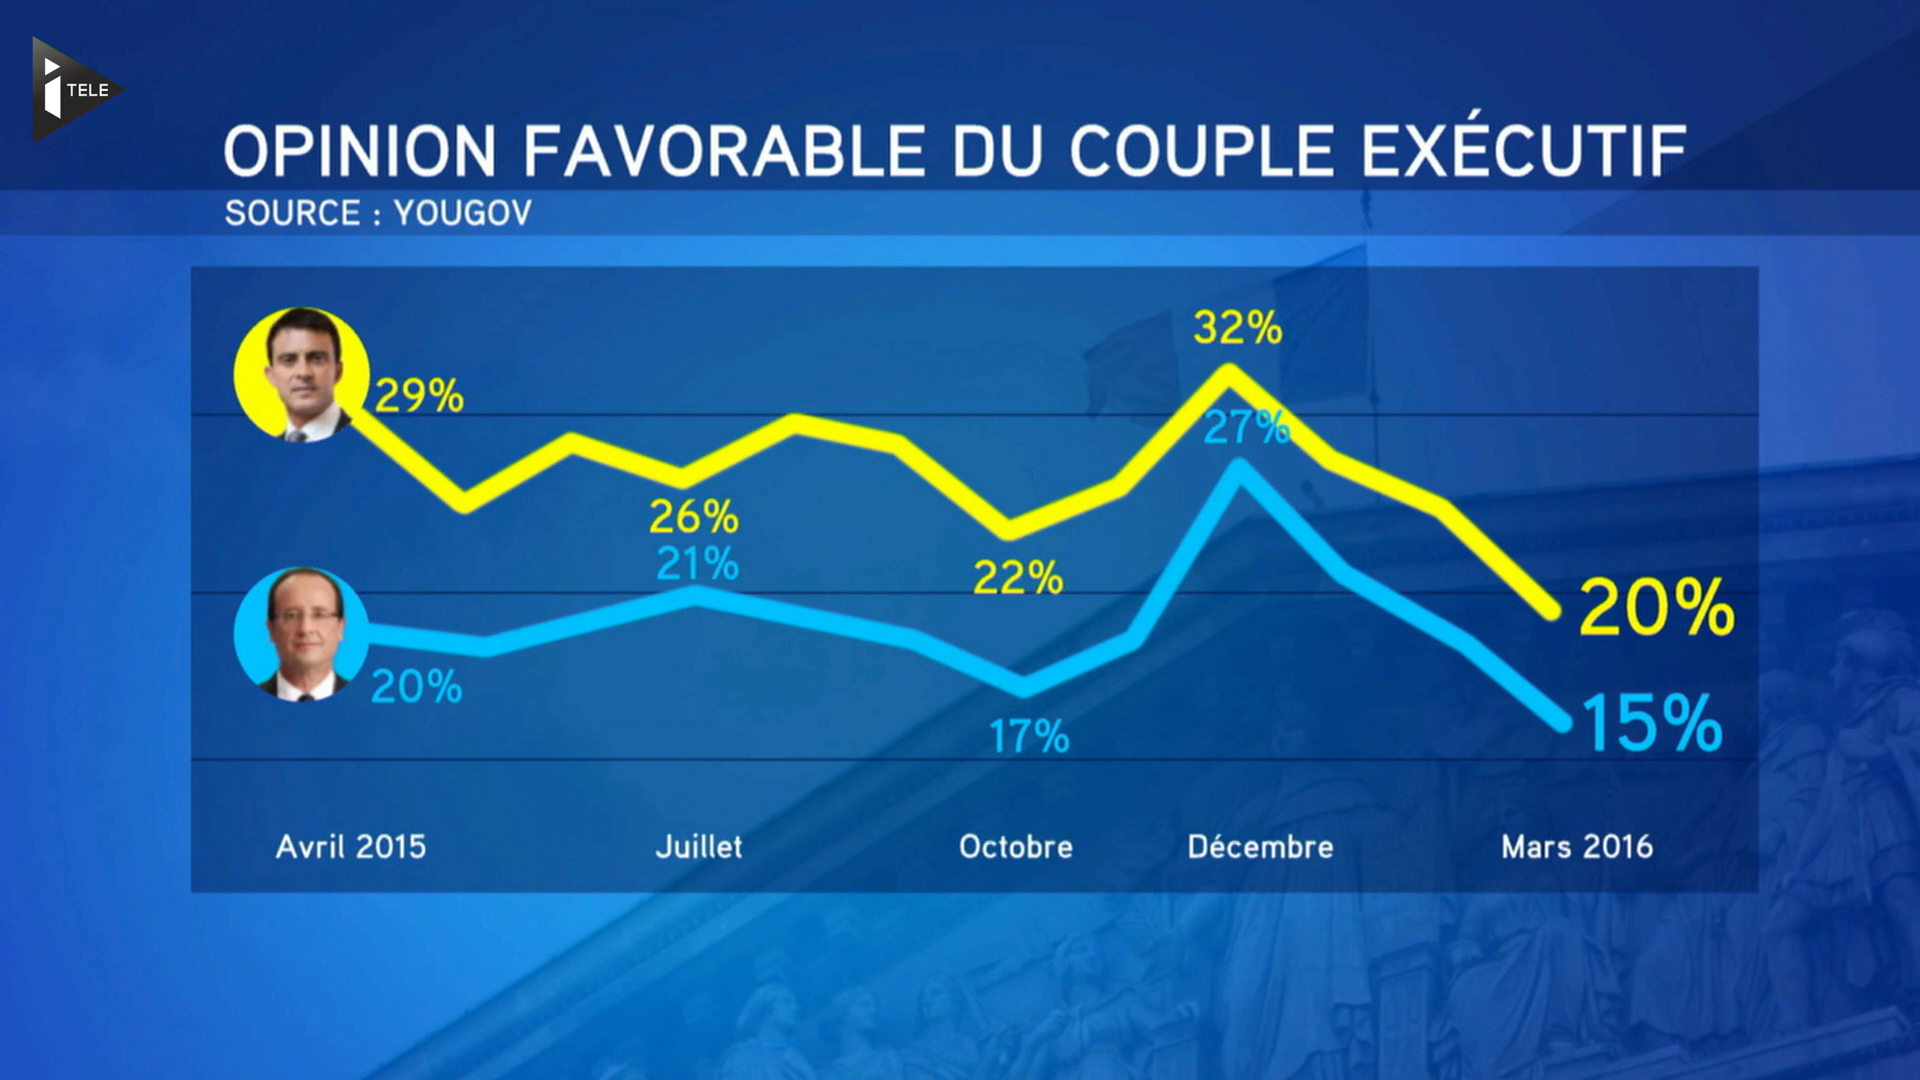 i TELE
OPINION FAVORABLE DU COUPLE EXÉCUTIF
SOURCE : YOUGOV
32%
29%
27%
26%
21%
22%
20%
20%
15%
17%
Avril 2015 Juillet Octobre Décembre Mars 2016